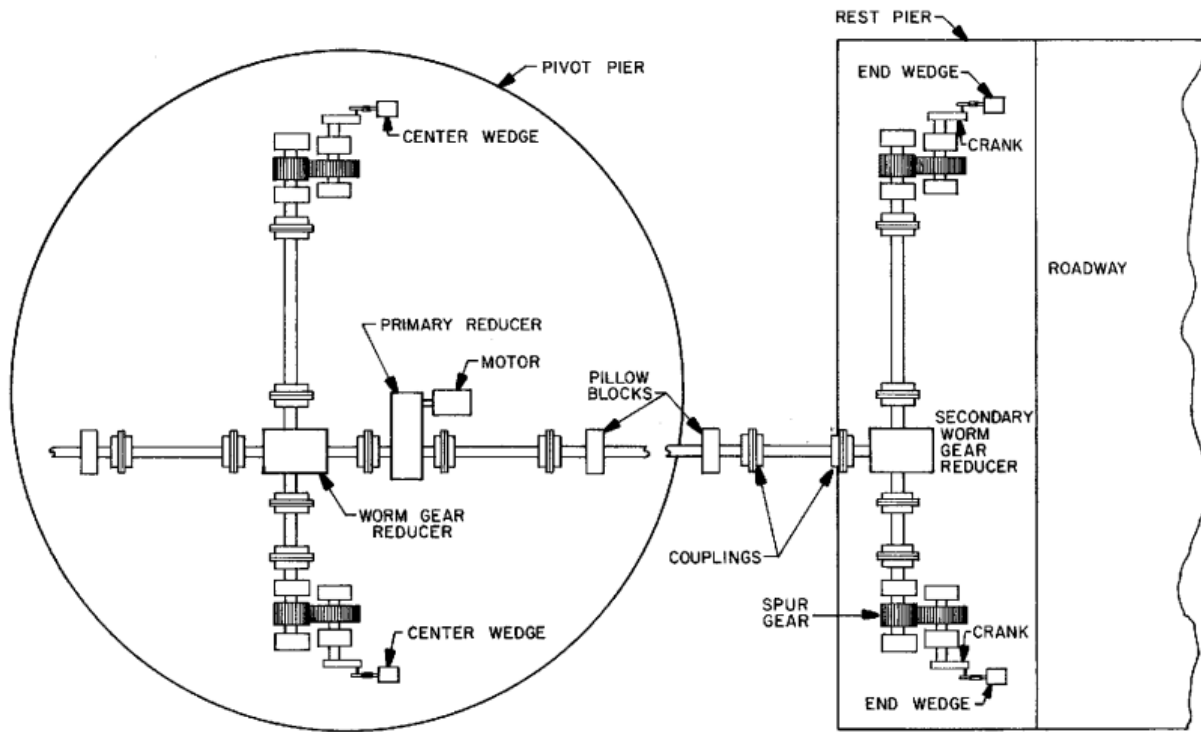 REST PIER
PIVOT PIER
END WEDGE
CENTER WEDGE
CRANK
ROADWAY
PRIMARY REDUCER
MOTOR
PILLOW
BLOCKS
SECONDARY
WORM
GEAR
REDUCER
WORM GEAR
REDUCER
COUPLINGS
SPUR
GEAR
CENTER WEDGE
CRANK
END WEDGE